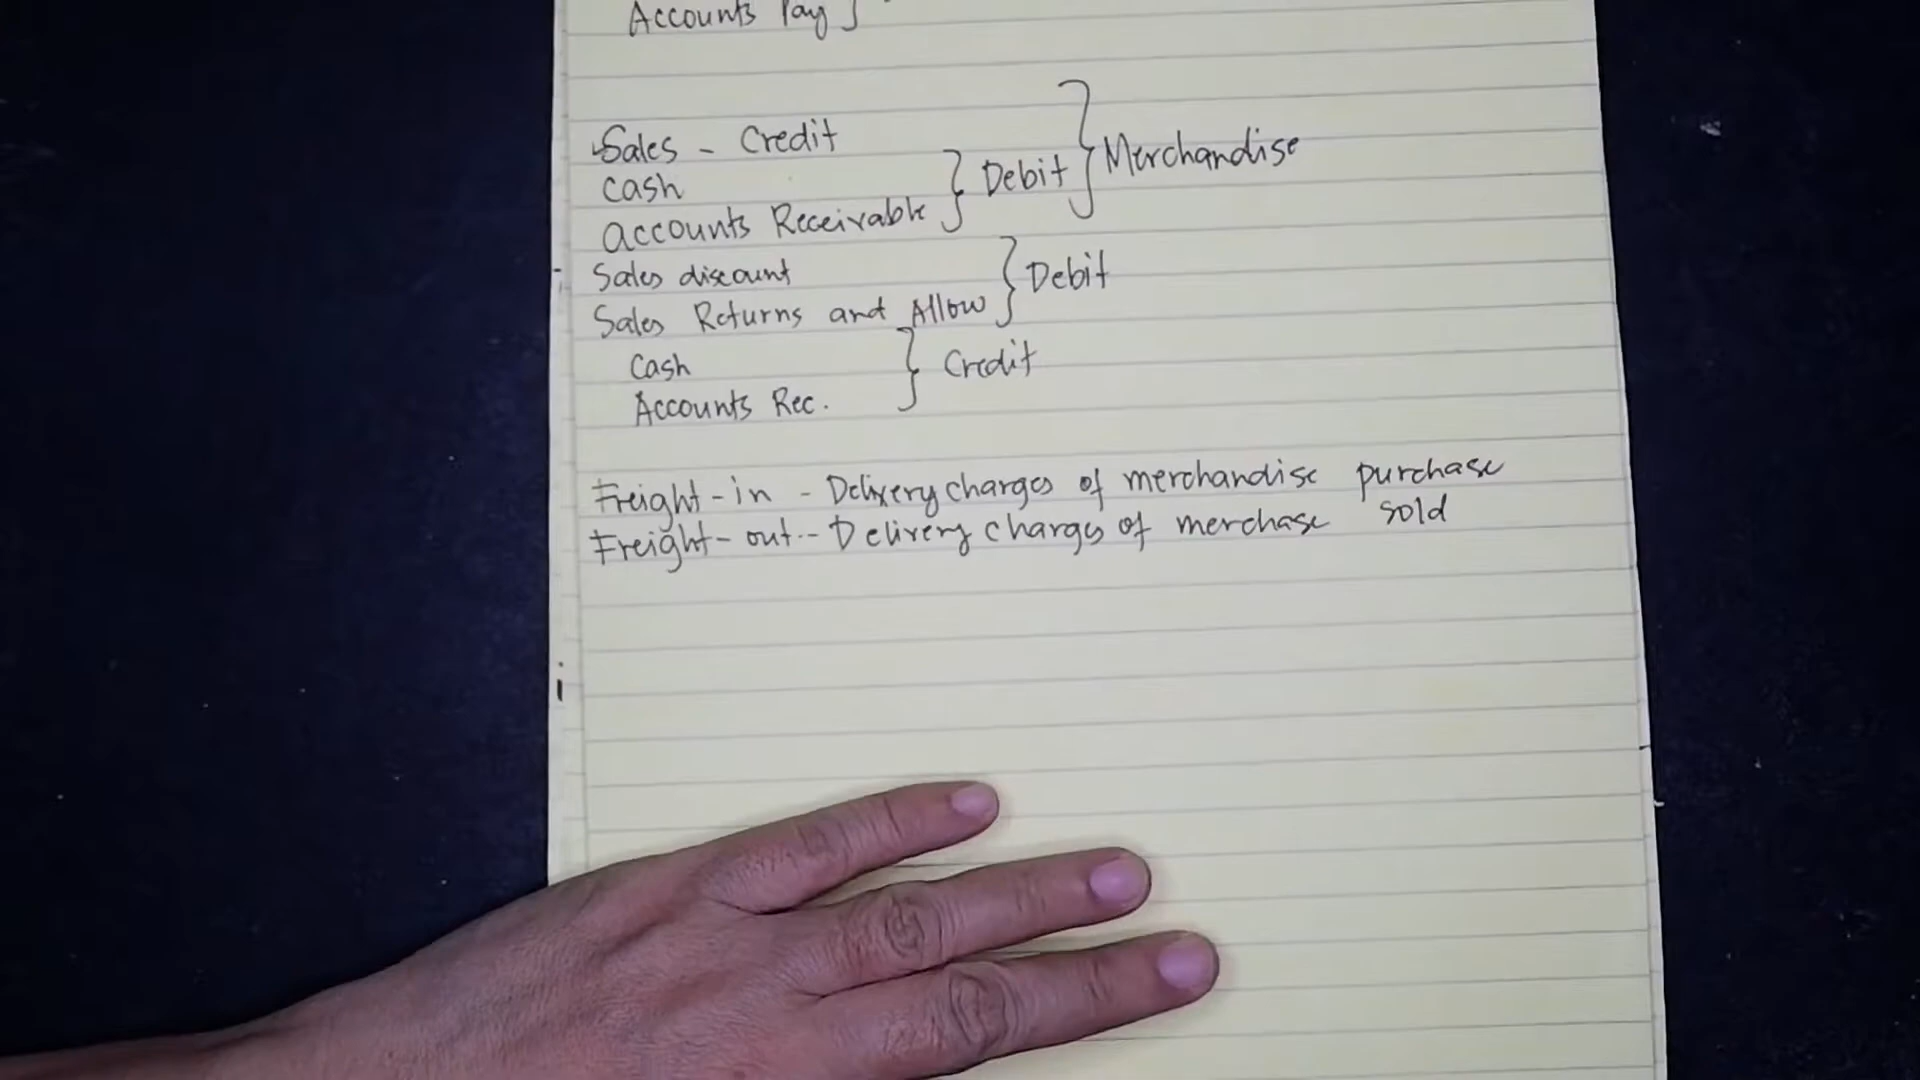 Accounts Pay }
Sales - Credit
Cash
accounts Receivable } Debit } Merchandise
Sales discount
Sales Returns and Allow } Debit
Cash
Accounts Rec. } Credit
Freight-in - Delivery charges of merchandise purchase
Freight-out - Delivery charges of merchase sold